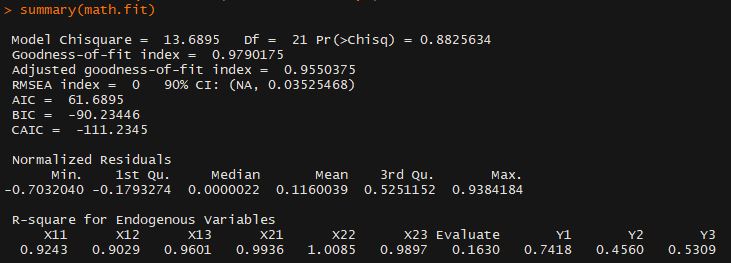 > summary(math.fit)
Model Chisquare = 13.6895 Df = 21 Pr(>Chisq) = 0.8825634
Goodness-of-fit index = 0.9790175
Adjusted goodness-of-fit index = 0.9550375
RMSEA index = 0 90% CI: (NA, 0.03525468)
AIC = 61.6895
BIC = -90.23446
CAIC = -111.2345
Normalized Residuals
Min. 1st Qu. Median Mean 3rd Qu. Max.
-0.7032040 -0.1793274 0.0000022 0.1160039 0.5251152 0.9384184
R-square for Endogenous Variables
X11 X12 X13 X21 X22 X23 Evaluate Y1 Y2 Y3
0.9243 0.9029 0.9601 0.9936 1.0085 0.9897 0.1630 0.7418 0.4560 0.5309